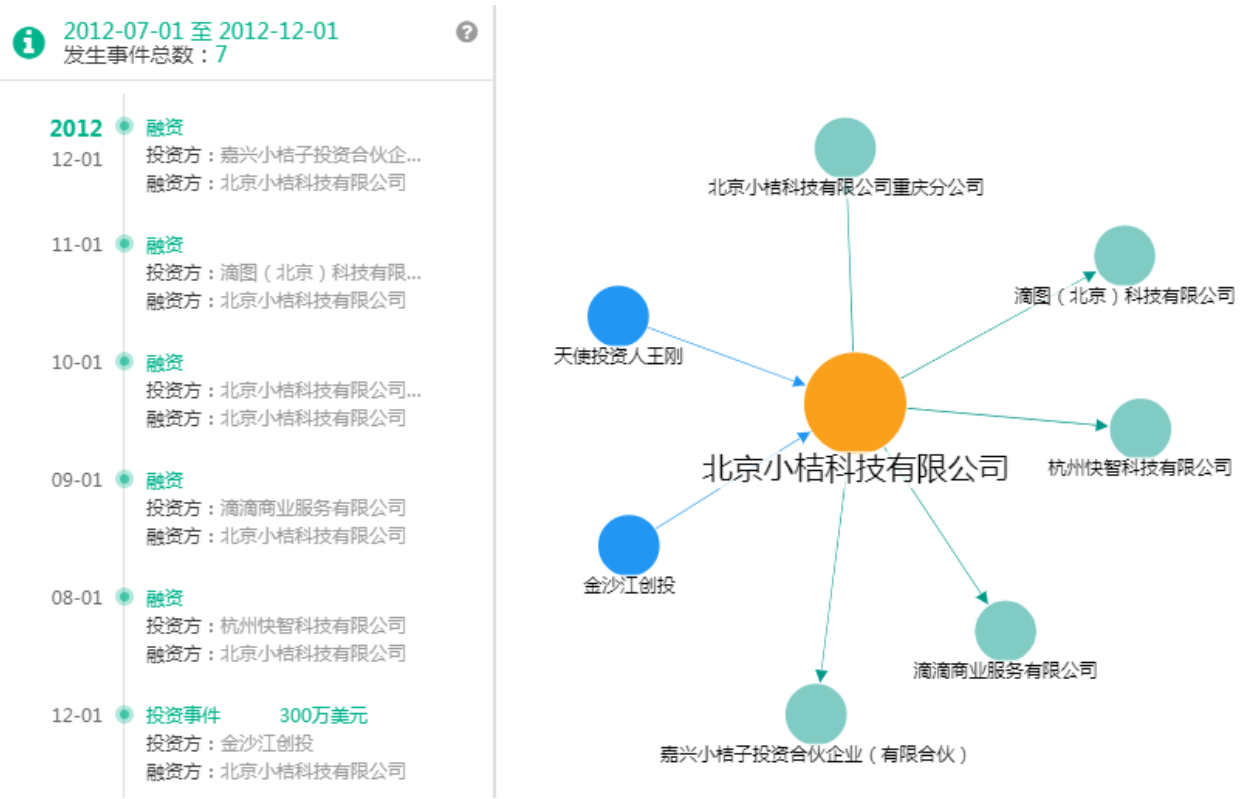 2012-07-01 至 2012-12-01
发生事件总数：7
2012
12-01
融资
投资方：嘉兴小桔子投资合伙企...
融资方：北京小桔科技有限公司
11-01
融资
投资方：滴图（北京）科技有限...
融资方：北京小桔科技有限公司
10-01
融资
投资方：北京小桔科技有限公司...
融资方：北京小桔科技有限公司
09-01
融资
投资方：滴滴商业服务有限公司
融资方：北京小桔科技有限公司
08-01
融资
投资方：杭州快智科技有限公司
融资方：北京小桔科技有限公司
12-01
投资事件 300万美元
投资方：金沙江创投
融资方：北京小桔科技有限公司
北京小桔科技有限公司重庆分公司
滴图（北京）科技有限公司
天使投资人王刚
北京小桔科技有限公司
杭州快智科技有限公司
金沙江创投
滴滴商业服务有限公司
嘉兴小桔子投资合伙企业（有限合伙）